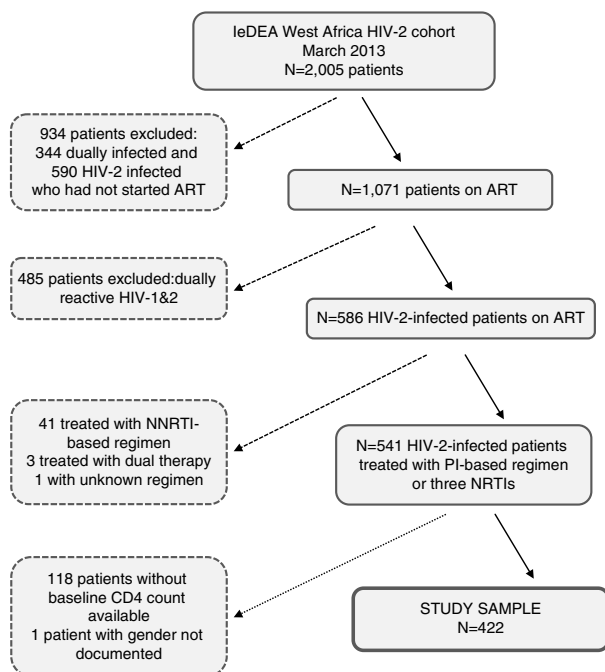 IeDEA West Africa HIV-2 cohort
March 2013
N=2,005 patients
934 patients excluded:
344 dually infected and
590 HIV-2 infected
who had not started ART
N=1,071 patients on ART
485 patients excluded:dually
reactive HIV-1&2
N=586 HIV-2-infected patients on ART
41 treated with NNRTI-
based regimen
3 treated with dual therapy
1 with unknown regimen
N=541 HIV-2-infected patients
treated with PI-based regimen
or three NRTIs
118 patients without
baseline CD4 count
available
1 patient with gender not
documented
STUDY SAMPLE
N=422